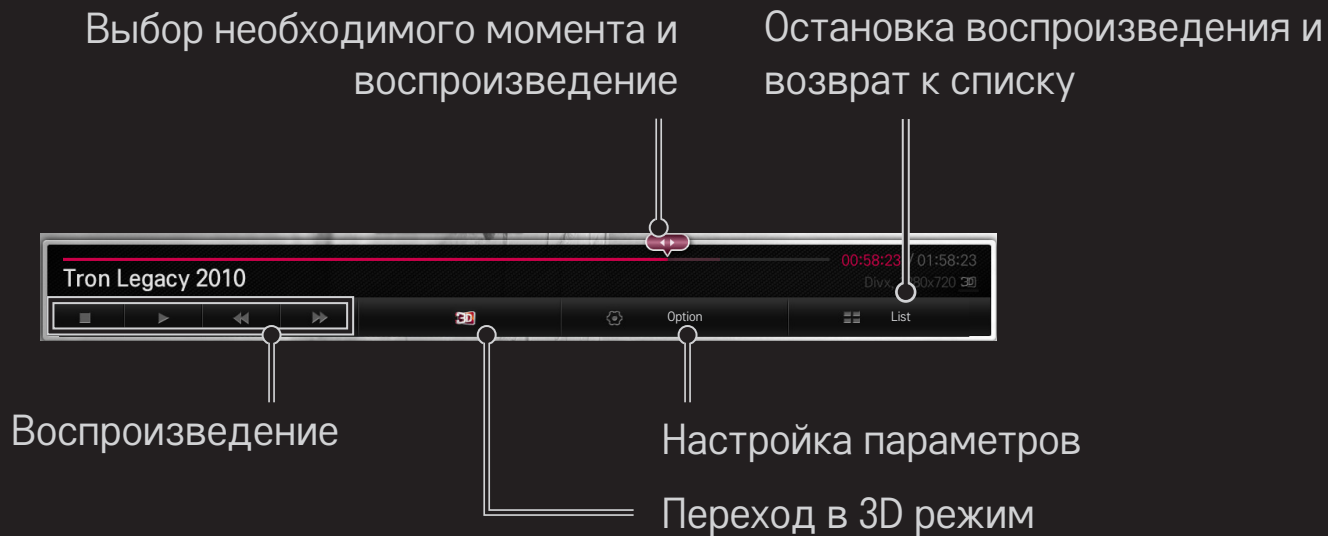 Выбор необходимого момента и
воспроизведение
Остановка воспроизведения и
возврат к списку
00:58:23 / 01:58:23
Tron Legacy 2010
Divx, 3D
3D
Option
List
Воспроизведение
Настройка параметров
Переход в 3D режим